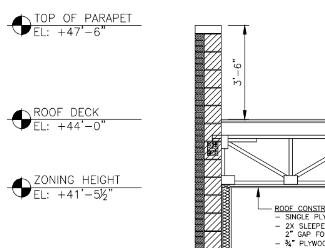 TOP OF PARAPET
EL: +47'-6"
3'-6"
ROOF DECK
EL: +44'-0"
ZONING HEIGHT
EL: +41'-5½"
ROOF CONSTR
- SINGLE PLY
- 2X SLEEPE
2" GAP FO
- ¾" PLYWOO